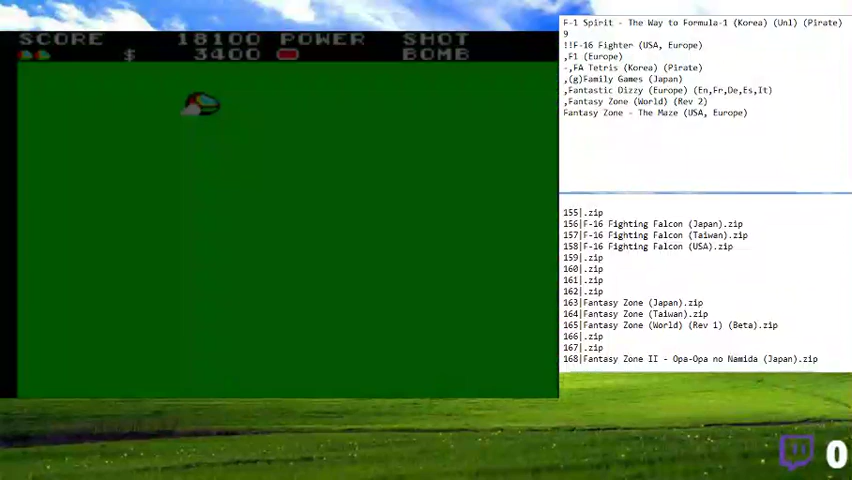 SCORE 18100 POWER SHOT
$ 3400 BOMB
F-1 Spirit - The Way to Formula-1 (Korea) (Unl) (Pirate)
9
!!F-16 Fighter (USA, Europe)
,F1 (Europe)
-,FA Tetris (Korea) (Pirate)
,(g)Family Games (Japan)
,Fantastic Dizzy (Europe) (En,Fr,De,Es,It)
,Fantasy Zone (World) (Rev 2)
Fantasy Zone - The Maze (USA, Europe)
155|.zip
156|F-16 Fighting Falcon (Japan).zip
157|F-16 Fighting Falcon (Taiwan).zip
158|F-16 Fighting Falcon (USA).zip
159|.zip
160|.zip
161|.zip
162|.zip
163|Fantasy Zone (Japan).zip
164|Fantasy Zone (Taiwan).zip
165|Fantasy Zone (World) (Rev 1) (Beta).zip
166|.zip
167|.zip
168|Fantasy Zone II - Opa-Opa no Namida (Japan).zip
0